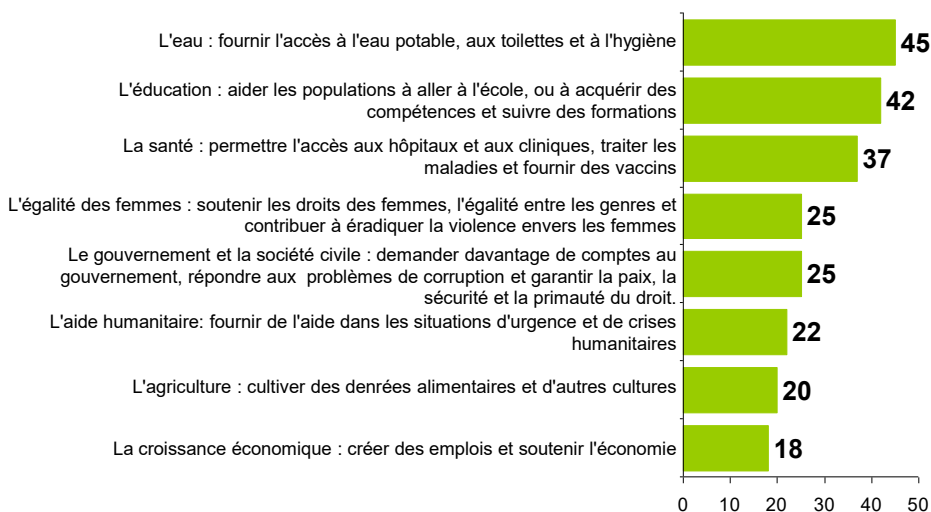 L'eau : fournir l'accès à l'eau potable, aux toilettes et à l'hygiène
45
L'éducation : aider les populations à aller à l'école, ou à acquérir des
compétences et suivre des formations
42
La santé : permettre l'accès aux hôpitaux et aux cliniques, traiter les
maladies et fournir des vaccins
37
L'égalité des femmes : soutenir les droits des femmes, l'égalité entre les genres et
contribuer à éradiquer la violence envers les femmes
25
Le gouvernement et la société civile : demander davantage de comptes au
gouvernement, répondre aux  problèmes de corruption et garantir la paix, la
sécurité et la primauté du droit.
25
L'aide humanitaire: fournir de l'aide dans les situations d'urgence et de crises
humanitaires
22
L'agriculture : cultiver des denrées alimentaires et d'autres cultures
20
La croissance économique : créer des emplois et soutenir l'économie
18
0 10 20 30 40 50